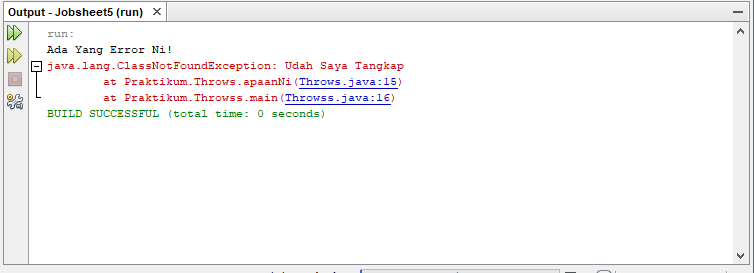 Output - Jobsheet5 (run)
run:
Ada Yang Error Ni!
java.lang.ClassNotFoundException: Udah Saya Tangkap
at Praktikum.Throws.apaanNi(Throws.java:15)
at Praktikum.Throwss.main(Throwss.java:16)
BUILD SUCCESSFUL (total time: 0 seconds)